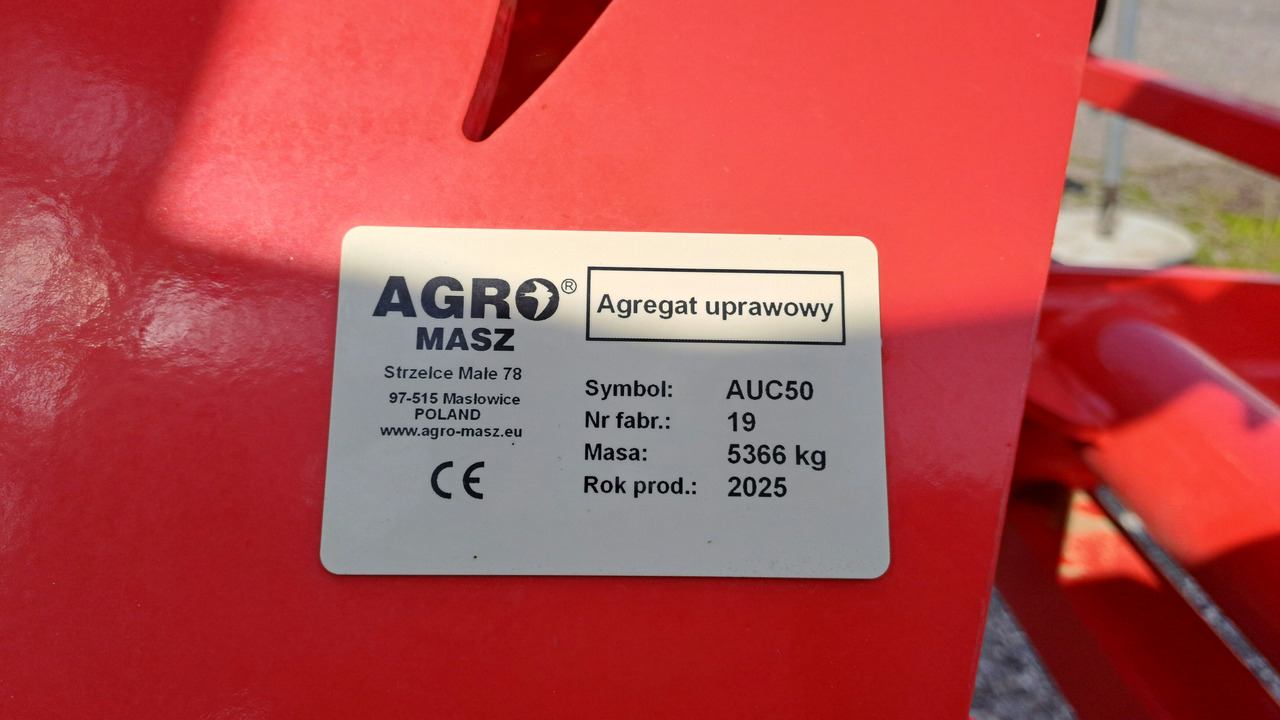 AGRO®
MASZ
Strzelce Małe 78
97-515 Masłowice
POLAND
www.agro-masz.eu
CE
Agregat uprawowy
Symbol: AUC50
Nr fabr.: 19
Masa: 5366 kg
Rok prod.: 2025